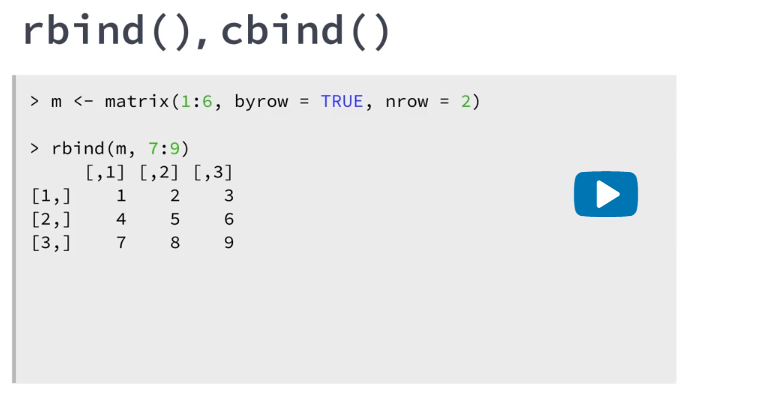 rbind(), cbind()
> m <- matrix(1:6, byrow = TRUE, nrow = 2)
> rbind(m, 7:9)
     [,1] [,2] [,3]
[1,]    1    2    3
[2,]    4    5    6
[3,]    7    8    9